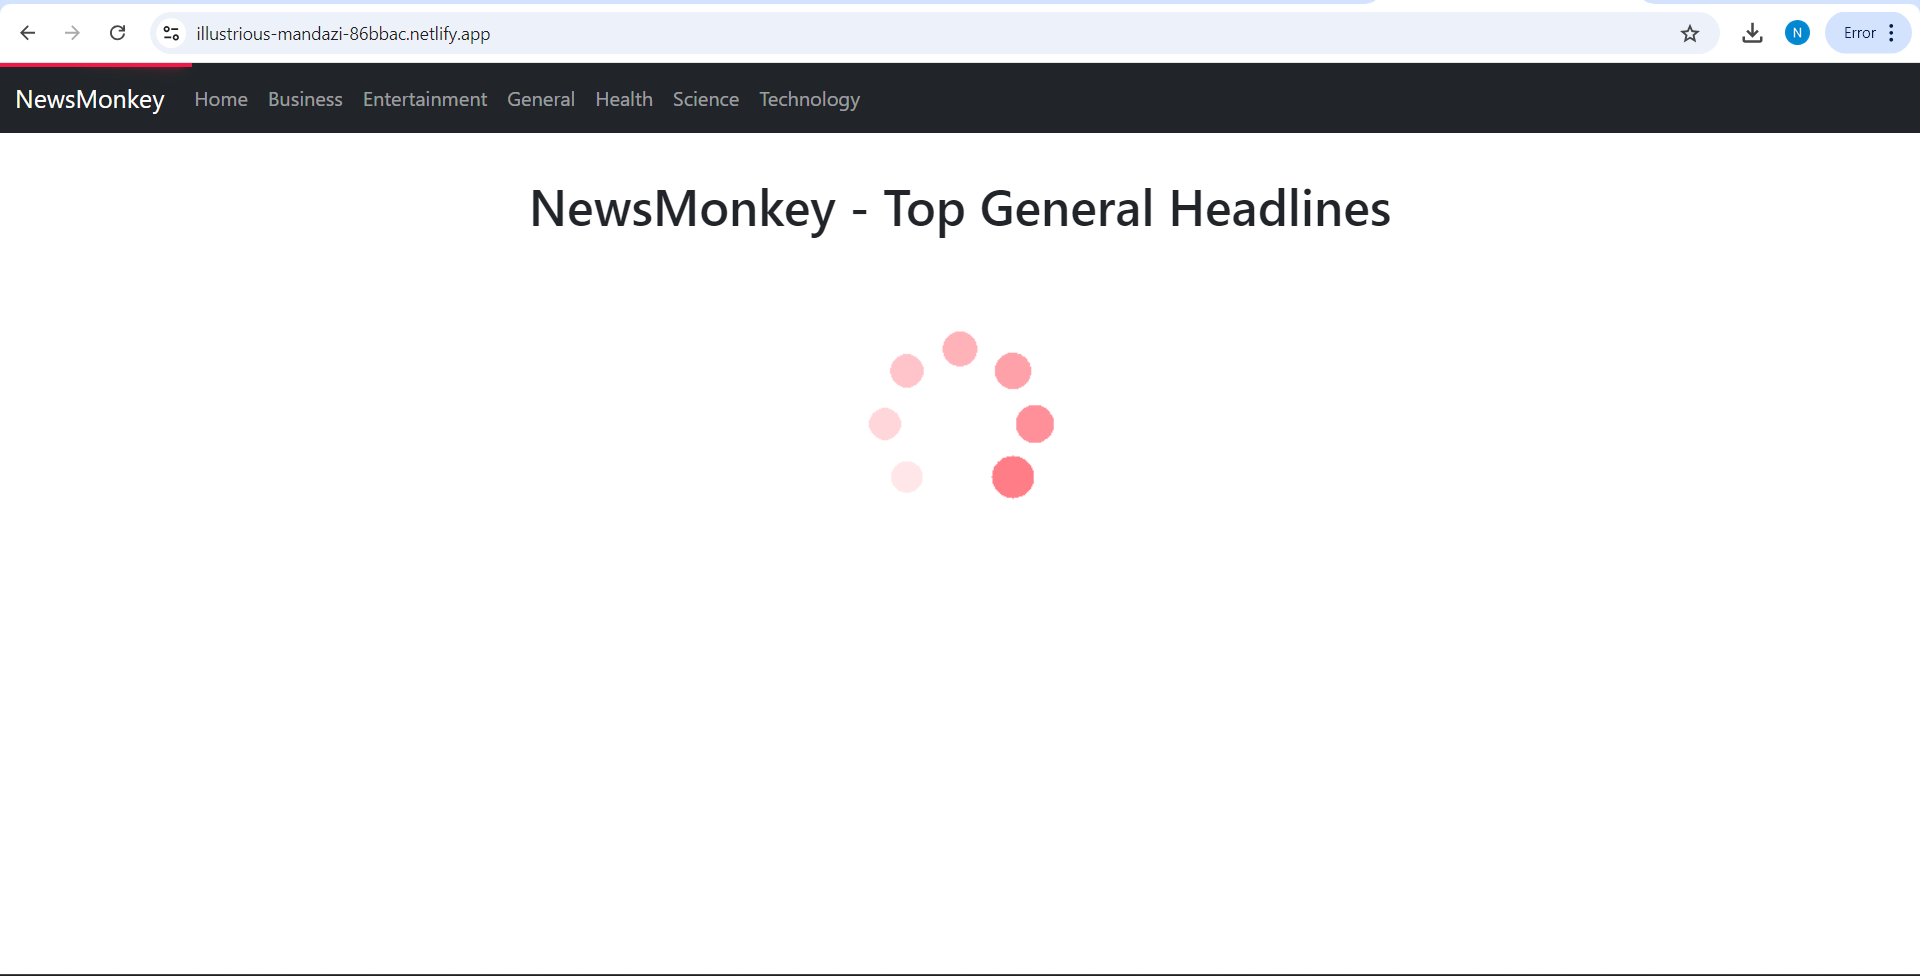 illustrious-mandazi-86bbac.netlify.app
N
Error
NewsMonkey Home Business Entertainment General Health Science Technology
NewsMonkey - Top General Headlines